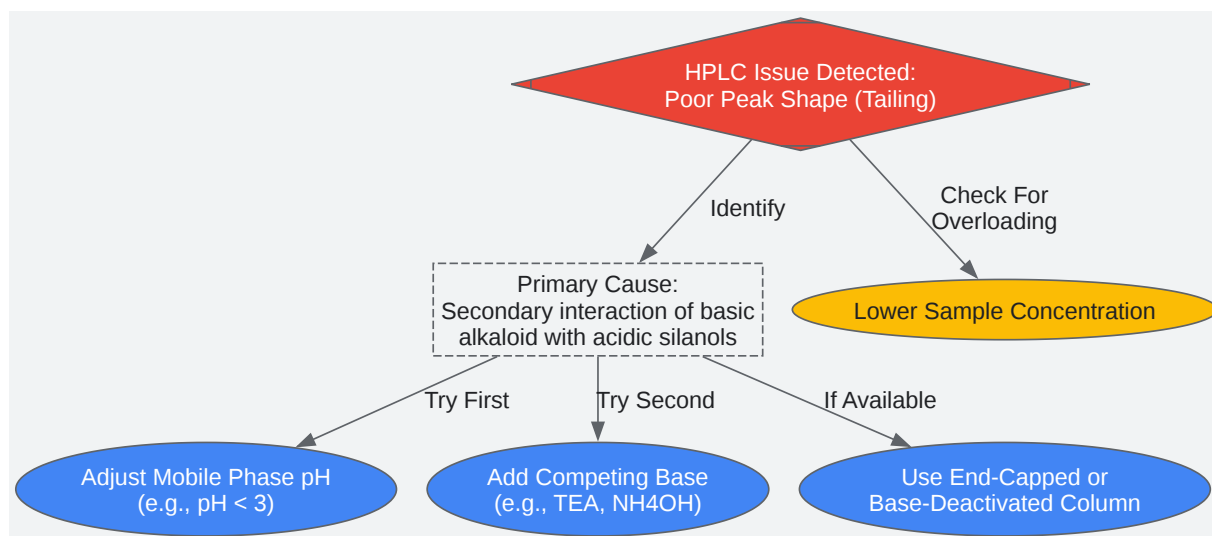 HPLC Issue Detected:
Poor Peak Shape (Tailing)
Identify
Check For
Overloading
Primary Cause:
Secondary interaction of basic
alkaloid with acidic silanols
Lower Sample Concentration
Try First
Try Second
If Available
Adjust Mobile Phase pH
(e.g., pH < 3)
Add Competing Base
(e.g., TEA, NH4OH)
Use End-Capped or
Base-Deactivated Column